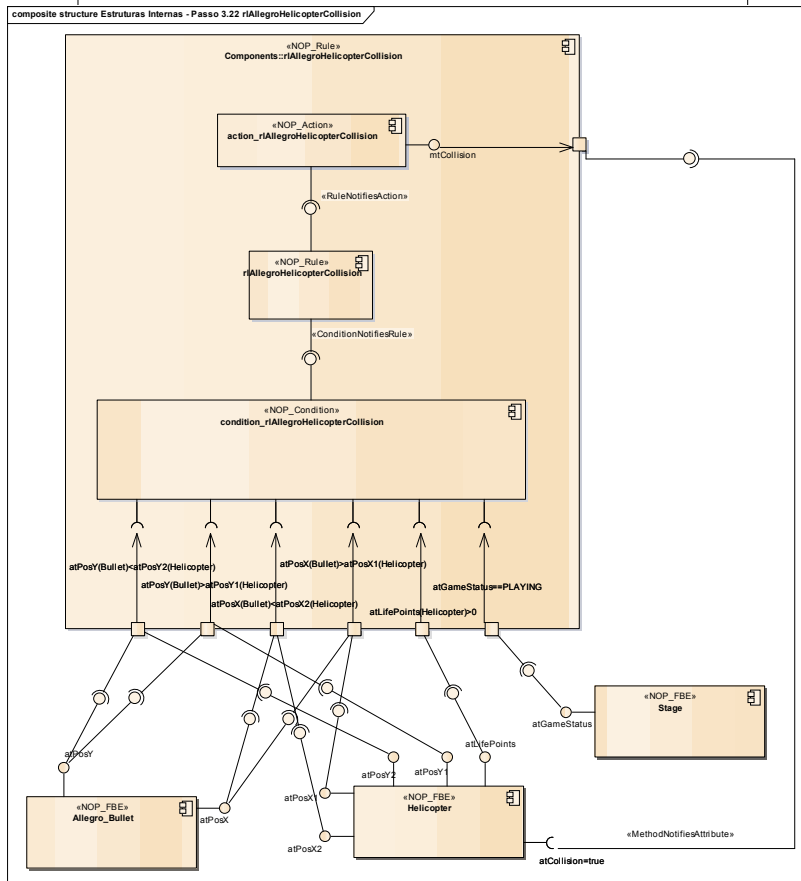 composite structure Estruturas Internas - Passo 3.22 rlAllegroHelicopterCollision
«NOP_Rule»
Components::rlAllegroHelicopterCollision
«NOP_Action»
action_rlAllegroHelicopterCollision
mtCollision
«RuleNotifiesAction»
«NOP_Rule»
rlAllegroHelicopterCollision
«ConditionNotifiesRule»
«NOP_Condition»
condition_rlAllegroHelicopterCollision
atPosY(Bullet)<atPosY2(Helicopter)
atPosX(Bullet)>atPosX1(Helicopter)
atPosY(Bullet)>atPosY1(Helicopter)
atGameStatus==PLAYING
atPosX(Bullet)<atPosX2(Helicopter)
atLifePoints(Helicopter)>0
«NOP_FBE»
Stage
atGameStatus
atPosY
atLifePoints
atPosY2
atPosY1
atPosX1
«NOP_FBE»
Allegro_Bullet
atPosX
«NOP_FBE»
Helicopter
atPosX2
«MethodNotifiesAttribute»
atCollision=true